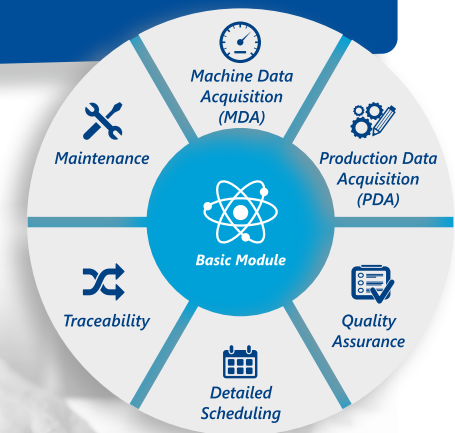 Machine Data
Acquisition
(MDA)
Maintenance
Production Data
Acquisition
(PDA)
Basic Module
Traceability
Quality
Assurance
Detailed
Scheduling